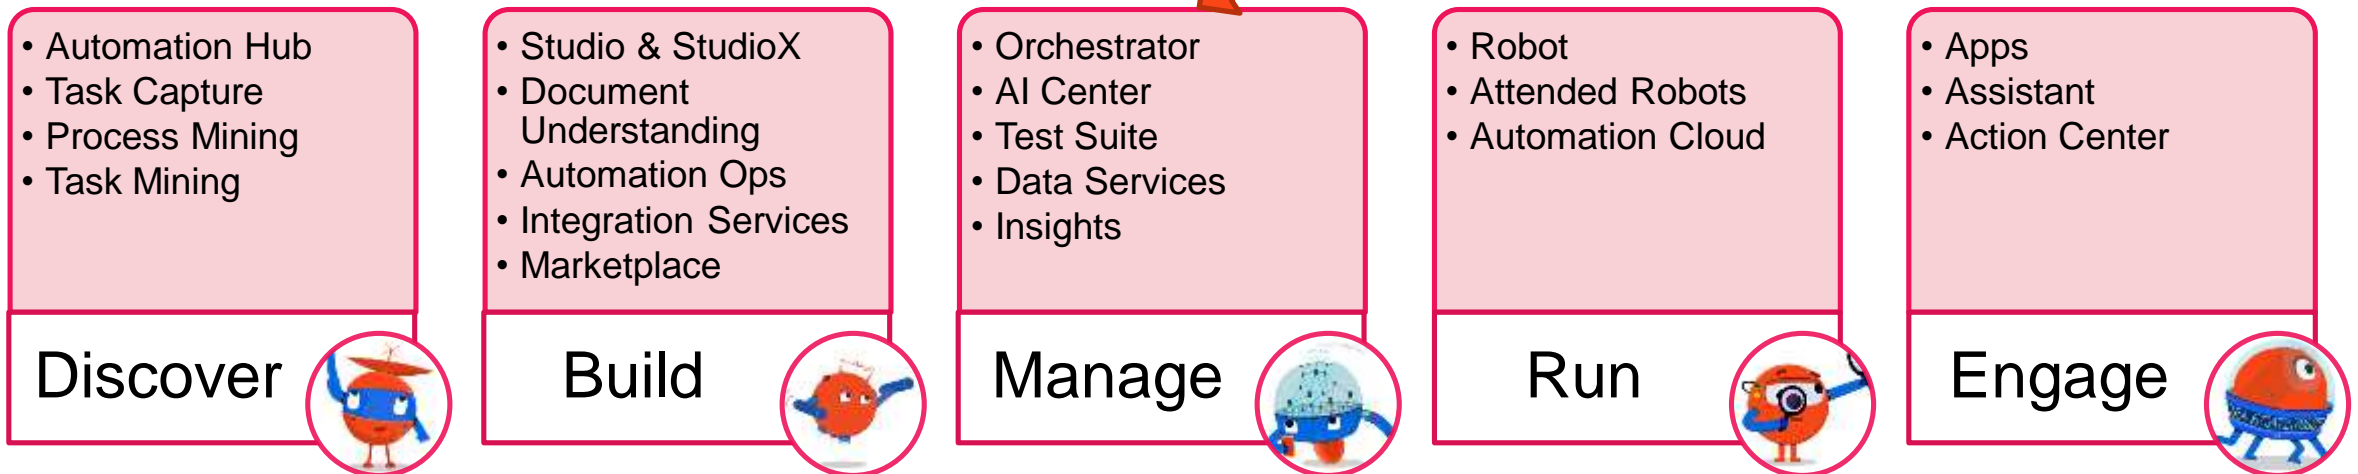 • Automation Hub
• Task Capture
• Process Mining
• Task Mining
Discover
• Studio & StudioX
• Document
Understanding
• Automation Ops
• Integration Services
• Marketplace
Build
• Orchestrator
• AI Center
• Test Suite
• Data Services
• Insights
Manage
• Robot
• Attended Robots
• Automation Cloud
Run
• Apps
• Assistant
• Action Center
Engage